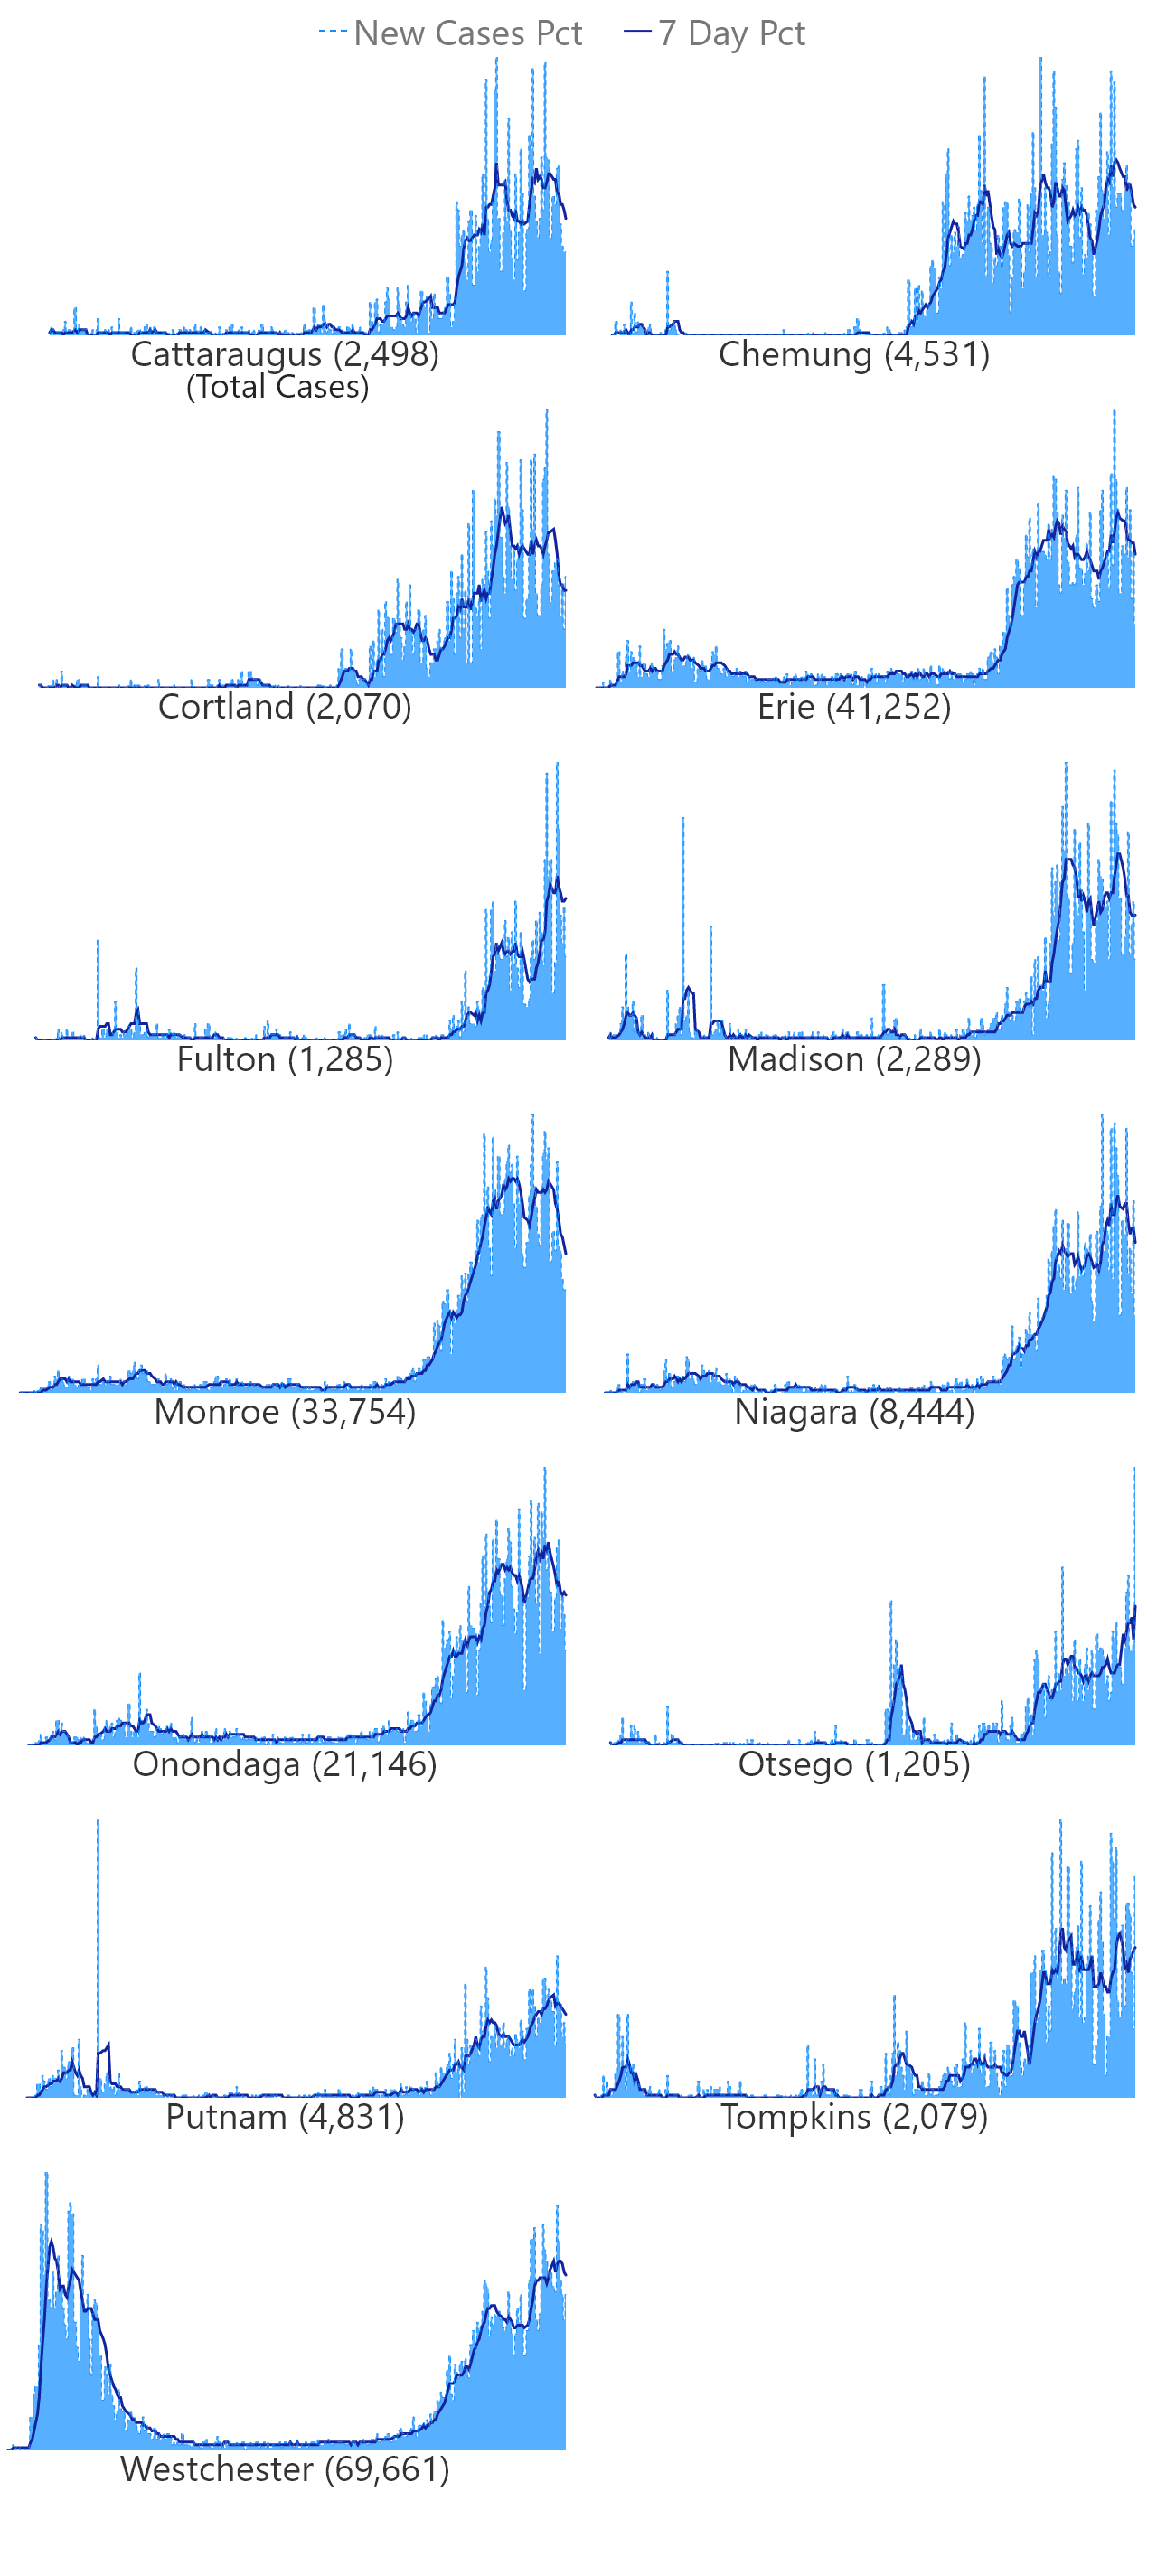 New Cases Pct 7 Day Pct
Cattaraugus (2,498) Chemung (4,531)
(Total Cases)
Cortland (2,070) Erie (41,252)
Fulton (1,285) Madison (2,289)
Monroe (33,754) Niagara (8,444)
Onondaga (21,146) Otsego (1,205)
Putnam (4,831) Tompkins (2,079)
Westchester (69,661)